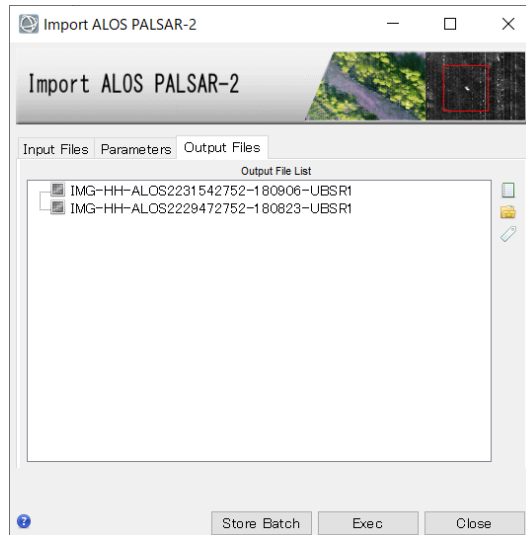 Import ALOS PALSAR-2
Import ALOS PALSAR-2
Input Files Parameters Output Files
Output File List
IMG-HH-ALOS2231542752-180906-UBSR1
IMG-HH-ALOS2229472752-180823-UBSR1
Store Batch Exec Close